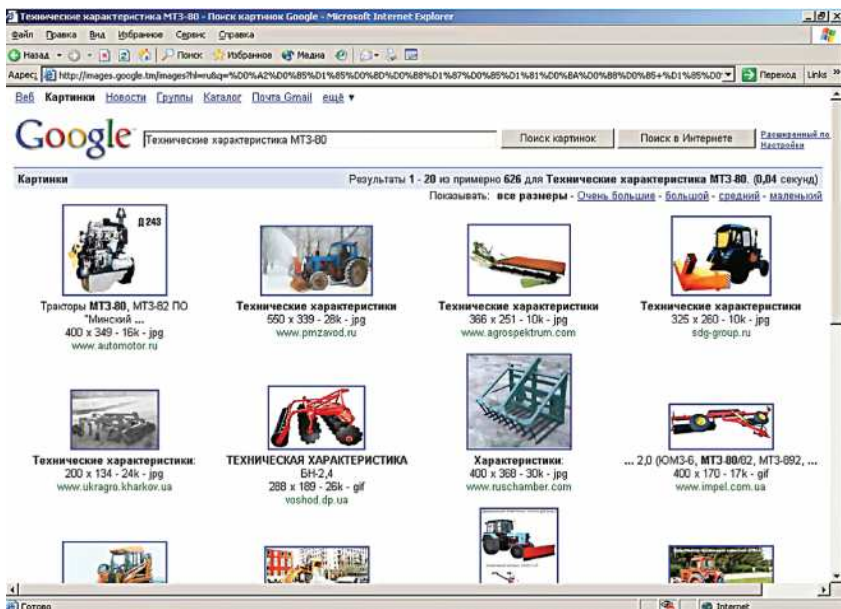 Технические характеристика МТЗ-80 - Поиск картинок Google - Microsoft Internet Explorer
Файл Правка Вид Избранное Сервис Справка
Назад Поиск Избранное Медиа
Адрес: Переход Links »
Веб Картинки Новости Группы Каталог Почта Gmail ещё ▼
Google Технические характеристика МТЗ-80 Поиск картинок Поиск в Интернете Расширенный по
Настройки
Картинки Результаты 1 - 20 из примерно 626 для Технические характеристика МТЗ-80. (0,04 секунд)
Показывать: все размеры - Очень большие - большой - средний - маленький
Д 243
Тракторы МТЗ-80, МТЗ-82 ПО
"Минский ...
400 x 349 - 16k - jpg
www.automotor.ru
Технические характеристики
550 x 339 - 28k - jpg
www.pmzavod.ru
Технические характеристики
366 x 251 - 10k - jpg
www.agrospektrum.com
Технические характеристики
325 x 260 - 10k - jpg
sdg-group.ru
Технические характеристики:
200 x 134 - 24k - jpg
www.ukragro.kharkov.ua
ТЕХНИЧЕСКАЯ ХАРАКТЕРИСТИКА
БН-2,4
288 x 189 - 26k - gif
voshod.dp.ua
Характеристики:
400 x 368 - 30k - jpg
www.ruschamber.com
... 2,0 (ЮМЗ-6, МТЗ-80/82, МТЗ-892, ...
400 x 170 - 17k - gif
www.impel.com.ua
Готово Internet